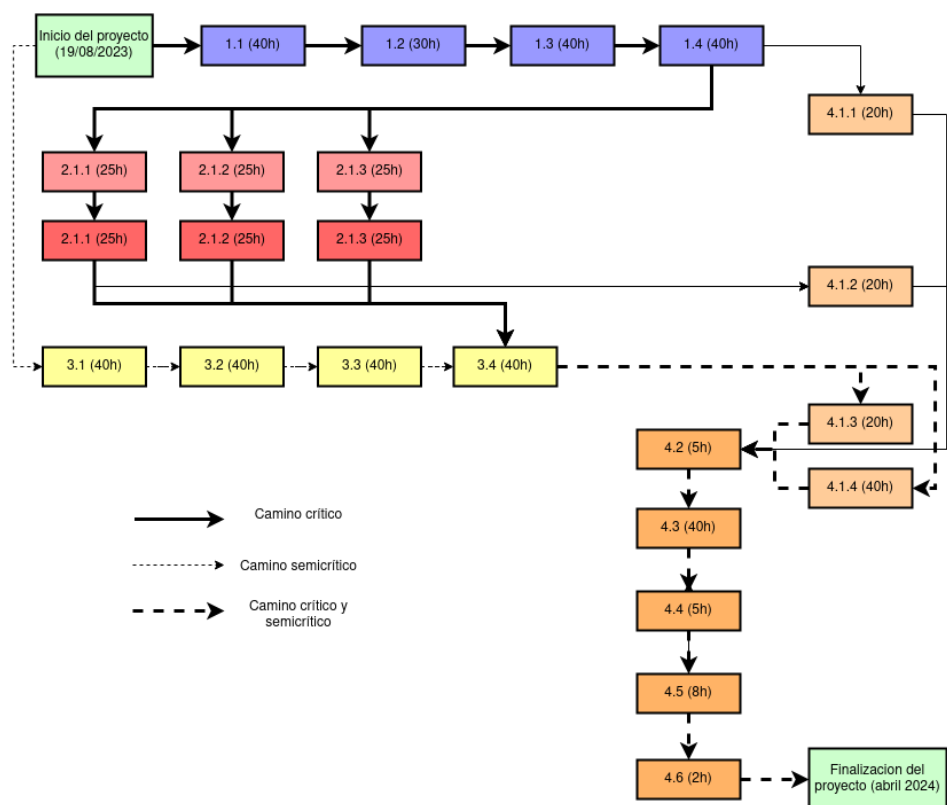 Inicio del proyecto
(19/08/2023)
1.1 (40h)
1.2 (30h)
1.3 (40h)
1.4 (40h)
4.1.1 (20h)
2.1.1 (25h)
2.1.2 (25h)
2.1.3 (25h)
2.1.1 (25h)
2.1.2 (25h)
2.1.3 (25h)
4.1.2 (20h)
3.1 (40h)
3.2 (40h)
3.3 (40h)
3.4 (40h)
4.1.3 (20h)
4.2 (5h)
4.1.4 (40h)
Camino crítico
4.3 (40h)
Camino semicrítico
Camino crítico y
semicrítico
4.4 (5h)
4.5 (8h)
4.6 (2h)
Finalizacion del
proyecto (abril 2024)